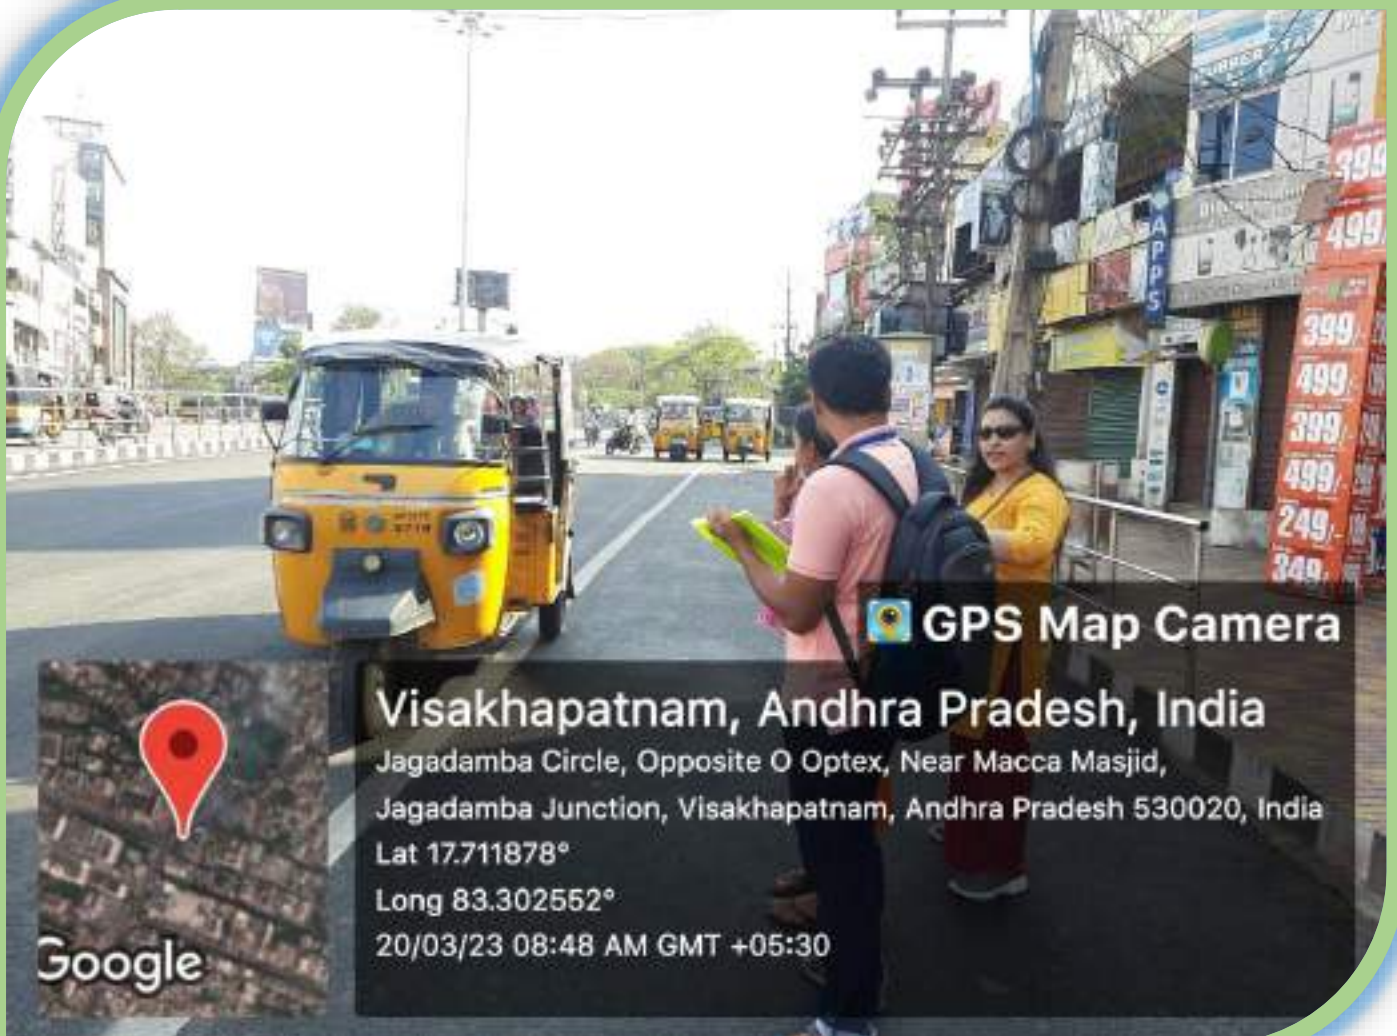 RUBBER
APPS
399
499
399/-
499/-
399/-
499/-
249/-
349/-
3719
GPS Map Camera
Visakhapatnam, Andhra Pradesh, India
Jagadamba Circle, Opposite O Optex, Near Macca Masjid,
Jagadamba Junction, Visakhapatnam, Andhra Pradesh 530020, India
Lat 17.711878°
Long 83.302552°
20/03/23 08:48 AM GMT +05:30
Google